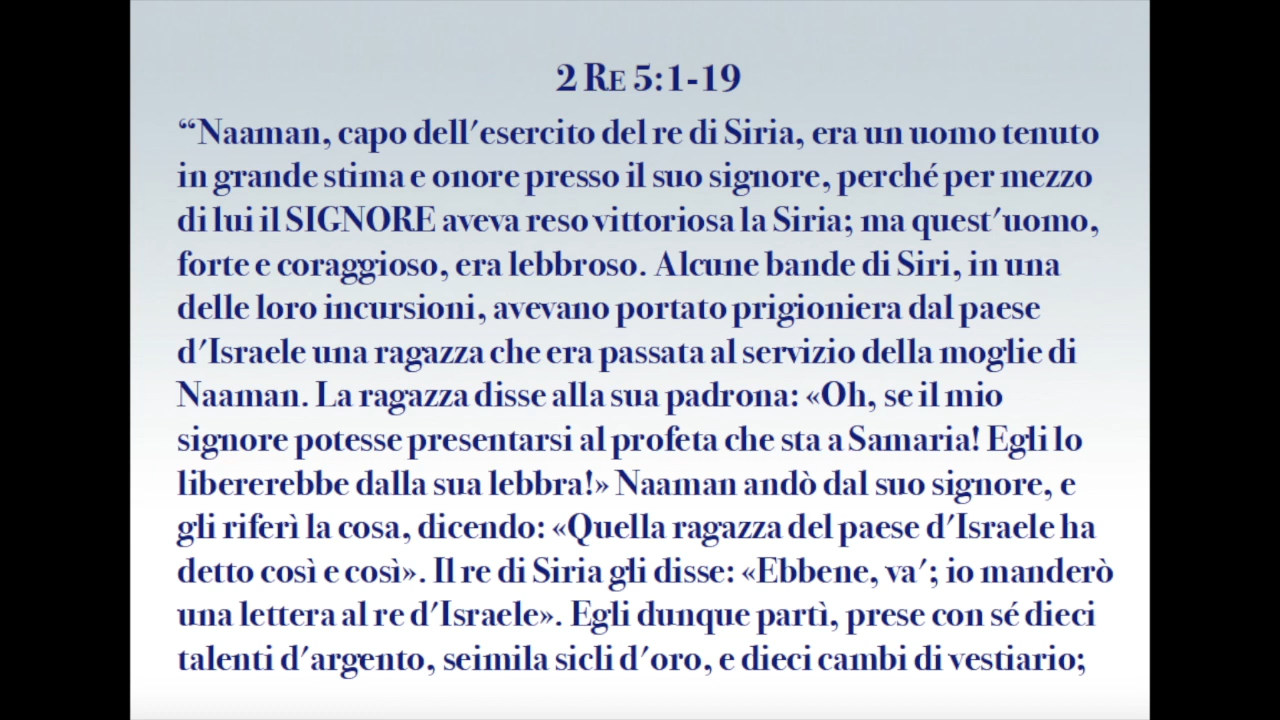 2 RE 5:1-19
“Naaman, capo dell'esercito del re di Siria, era un uomo tenuto
in grande stima e onore presso il suo signore, perché per mezzo
di lui il SIGNORE aveva reso vittoriosa la Siria; ma quest'uomo,
forte e coraggioso, era lebbroso. Alcune bande di Siri, in una
delle loro incursioni, avevano portato prigioniera dal paese
d'Israele una ragazza che era passata al servizio della moglie di
Naaman. La ragazza disse alla sua padrona: «Oh, se il mio
signore potesse presentarsi al profeta che sta a Samaria! Egli lo
libererebbe dalla sua lebbra!» Naaman andò dal suo signore, e
gli riferì la cosa, dicendo: «Quella ragazza del paese d'Israele ha
detto così e così». Il re di Siria gli disse: «Ebbene, va'; io manderò
una lettera al re d'Israele». Egli dunque partì, prese con sé dieci
talenti d'argento, seimila sicli d'oro, e dieci cambi di vestiario;